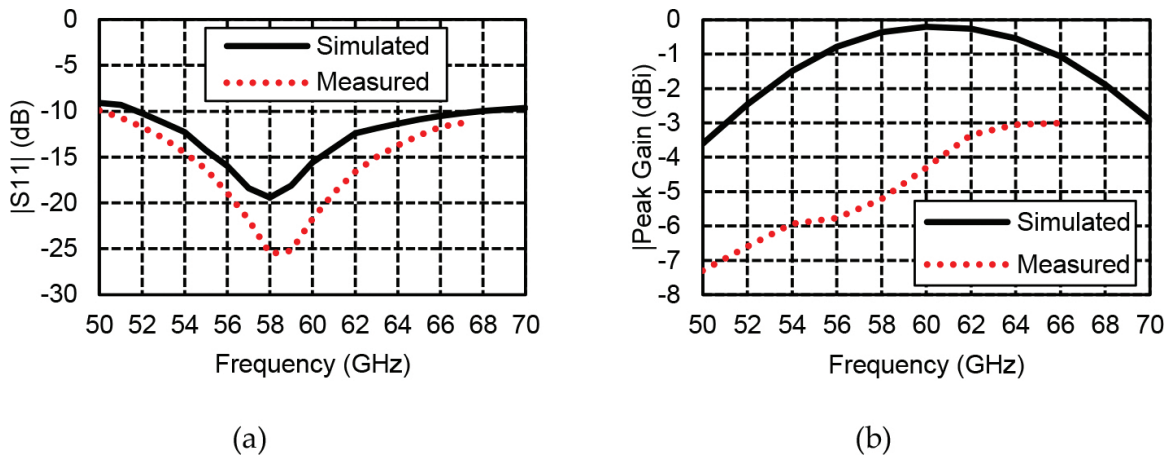 0
-5
-10
-15
-20
-25
-30
|S11| (dB)
Simulated
Measured
50 52 54 56 58 60 62 64 66 68 70
Frequency (GHz)
(a)
0
-1
-2
-3
-4
-5
-6
-7
-8
|Peak Gain (dBi)
Simulated
Measured
50 52 54 56 58 60 62 64 66 68 70
Frequency (GHz)
(b)